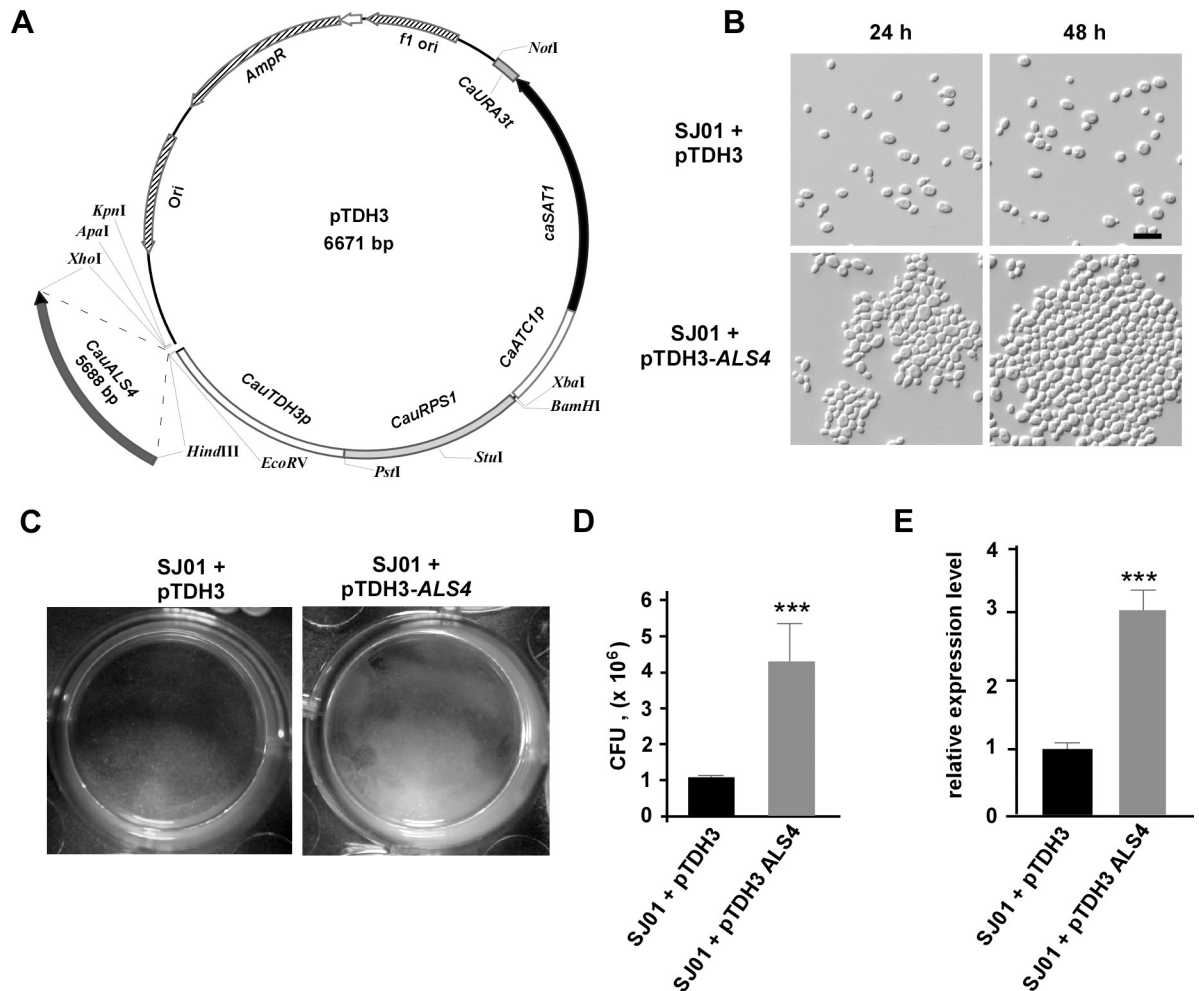 A
f1 ori
AmpR
NotI
CaURA3t
Ori
caSAT1
pTDH3
6671 bp
KpnI
ApaI
XhoI
CauALS4
5688 bp
CaATC1p
CauTDH3p
CauRPS1
XbaI
BamHI
HindIII
EcoRV
PstI
StuI
B
24 h
48 h
SJ01 +
pTDH3
SJ01 +
pTDH3-ALS4
C
SJ01 +
pTDH3
SJ01 +
pTDH3-ALS4
D
6
5
4
3
2
1
0
CFU , (x 10⁶)
***
SJ01 + pTDH3
SJ01 + pTDH3 ALS4
E
4
3
2
1
0
relative expression level
***
SJ01 + pTDH3
SJ01 + pTDH3 ALS4